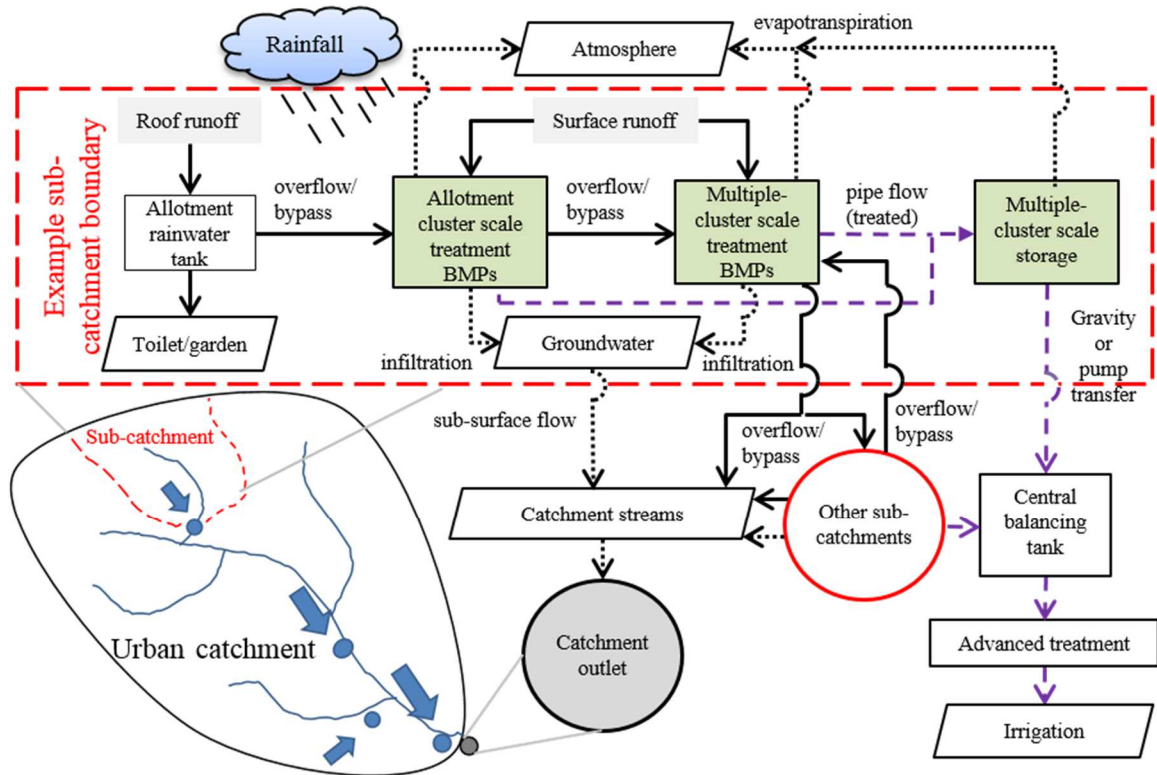 Rainfall
evapotranspiration
Atmosphere
Example sub-
catchment boundary
Roof runoff
Surface runoff
overflow/
bypass
overflow/
bypass
pipe flow
(treated)
Allotment
rainwater
tank
Allotment
cluster scale
treatment
BMPs
Multiple-
cluster scale
treatment
BMPs
Multiple-
cluster scale
storage
Toilet/garden
infiltration
Groundwater
infiltration
Gravity or
pump
transfer
sub-surface flow
overflow/
bypass
overflow/
bypass
Sub-catchment
Catchment streams
Other sub-
catchments
Central
balancing
tank
Urban catchment
Catchment
outlet
Advanced treatment
Irrigation